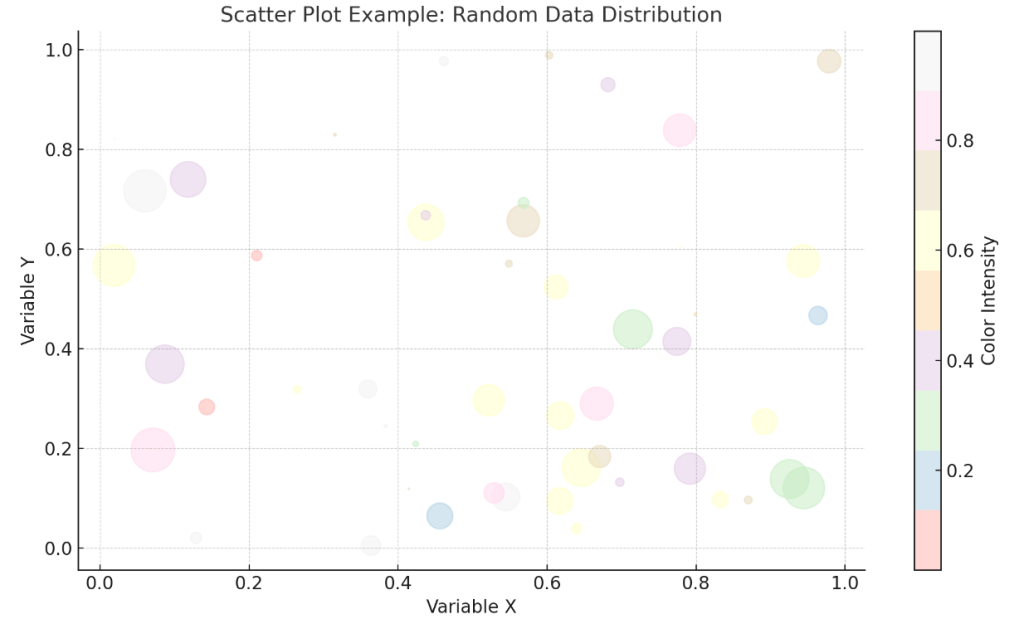 Scatter Plot Example: Random Data Distribution
1.0
0.8
0.6
0.4
0.2
0.0
Variable Y
0.0 0.2 0.4 0.6 0.8 1.0
Variable X
0.8
0.6
0.4
0.2
Color Intensity